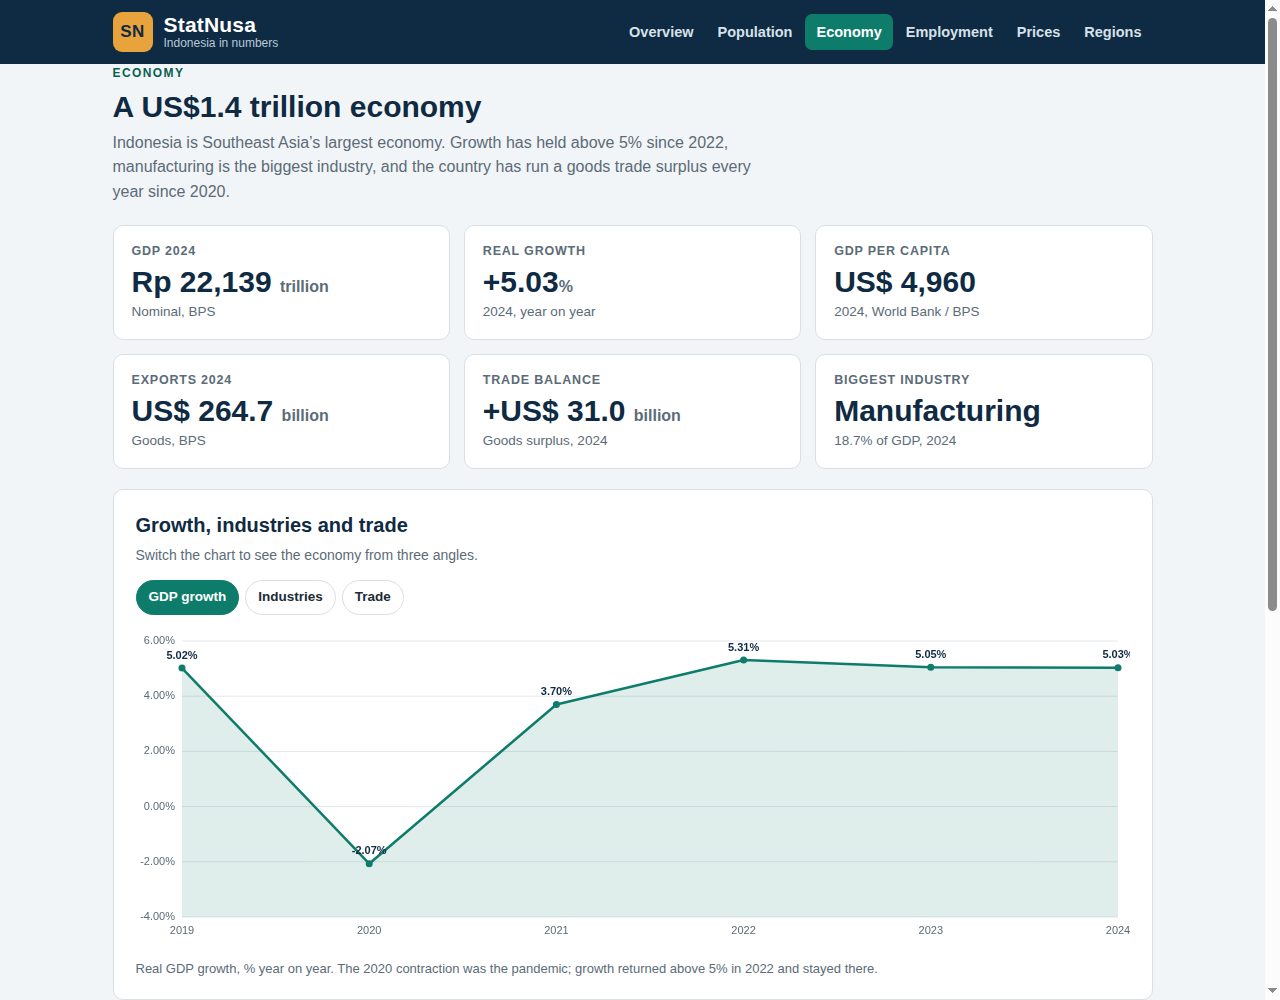 SN
StatNusa
Indonesia in numbers
Overview Population Economy Employment Prices Regions
ECONOMY
A US$1.4 trillion economy
Indonesia is Southeast Asia’s largest economy. Growth has held above 5% since 2022,
manufacturing is the biggest industry, and the country has run a goods trade surplus every
year since 2020.
GDP 2024
Rp 22,139 trillion
Nominal, BPS
REAL GROWTH
+5.03%
2024, year on year
GDP PER CAPITA
US$ 4,960
2024, World Bank / BPS
EXPORTS 2024
US$ 264.7 billion
Goods, BPS
TRADE BALANCE
+US$ 31.0 billion
Goods surplus, 2024
BIGGEST INDUSTRY
Manufacturing
18.7% of GDP, 2024
Growth, industries and trade
Switch the chart to see the economy from three angles.
GDP growth Industries Trade
6.00%
4.00%
2.00%
0.00%
-2.00%
-4.00%
5.02%
-2.07%
3.70%
5.31%
5.05%
5.03%
2019 2020 2021 2022 2023 2024
Real GDP growth, % year on year. The 2020 contraction was the pandemic; growth returned above 5% in 2022 and stayed there.